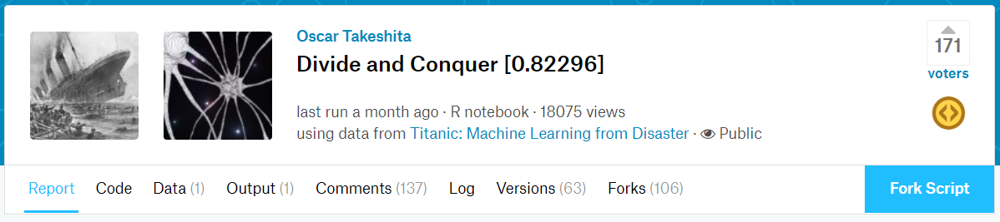 Oscar Takeshita
Divide and Conquer [0.82296]
171
voters
last run a month ago · R notebook · 18075 views
using data from Titanic: Machine Learning from Disaster · Public
Report Code Data (1) Output (1) Comments (137) Log Versions (63) Forks (106) Fork Script